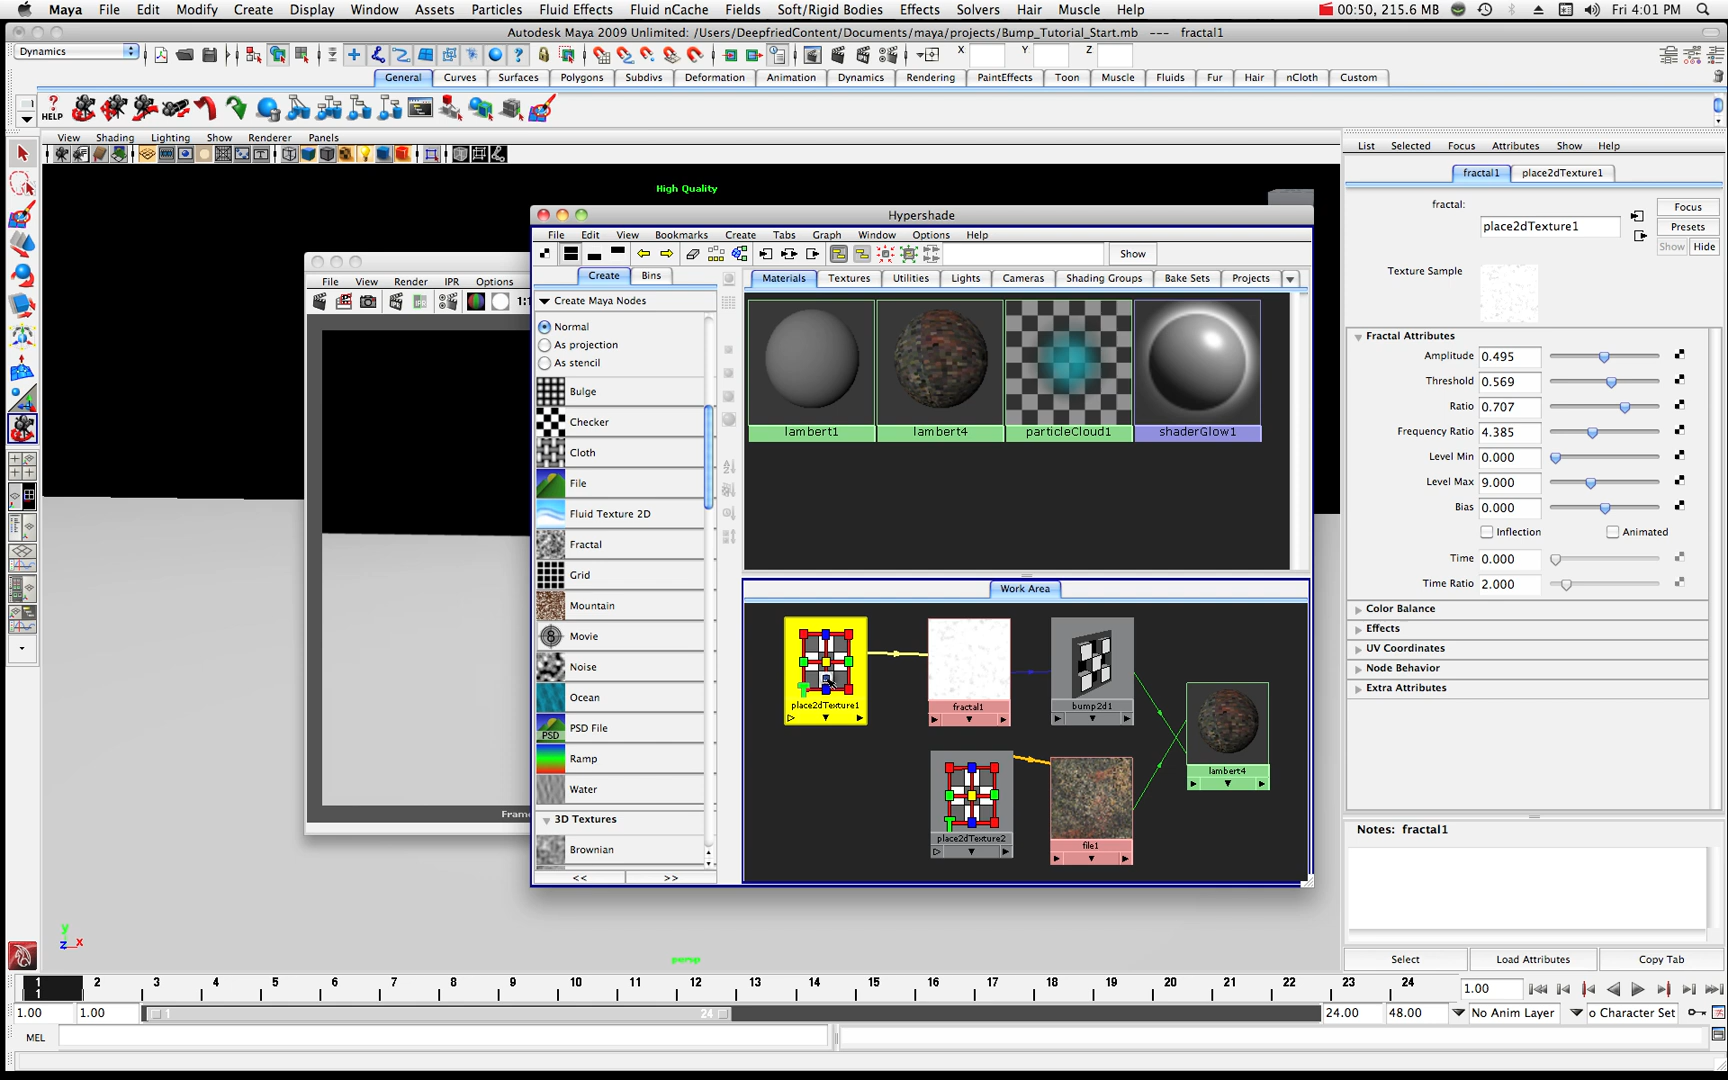 Maya File Edit Modify Create Display Window Assets Particles Fluid Effects Fluid nCache Fields Soft/Rigid Bodies Effects Solvers Hair Muscle Help 00:50, 215.6 MB Fri 4:01 PM
Autodesk Maya 2009 Unlimited: /Users/DeepfriedContent/Documents/maya/projects/Bump_Tutorial_Start.mb --- fractal1
Dynamics X Y Z
General Curves Surfaces Polygons Subdivs Deformation Animation Dynamics Rendering PaintEffects Toon Muscle Fluids Fur Hair nCloth Custom
? HELP
View Shading Lighting Show Renderer Panels
High Quality
File View Render IPR Options
1:1
Hypershade
File Edit View Bookmarks Create Tabs Graph Window Options Help
Show
Create Bins
Materials Textures Utilities Lights Cameras Shading Groups Bake Sets Projects
Create Maya Nodes
Normal
As projection
As stencil
Bulge
Checker
Cloth
File
Fluid Texture 2D
Fractal
Grid
Mountain
Movie
Noise
Ocean
PSD PSD File
Ramp
Water
3D Textures
Brownian
<< >>
lambert1 lambert4 particleCloud1 shaderGlow1
Work Area
place2dTexture1 fractal1 bump2d1
lambert4
place2dTexture2 file1
Fram
List Selected Focus Attributes Show Help
fractal1 place2dTexture1
fractal: place2dTexture1
Focus
Presets
Show Hide
Texture Sample
Fractal Attributes
Amplitude 0.495
Threshold 0.569
Ratio 0.707
Frequency Ratio 4.385
Level Min 0.000
Level Max 9.000
Bias 0.000
Inflection Animated
Time 0.000
Time Ratio 2.000
Color Balance
Effects
UV Coordinates
Node Behavior
Extra Attributes
Notes: fractal1
Select Load Attributes Copy Tab
y
z x
persp
1 2 3 4 5 6 7 8 9 10 11 12 13 14 15 16 17 18 19 20 21 22 23 24
1 1.00
1.00 1.00 1 24 24.00 48.00 No Anim Layer o Character Set
MEL